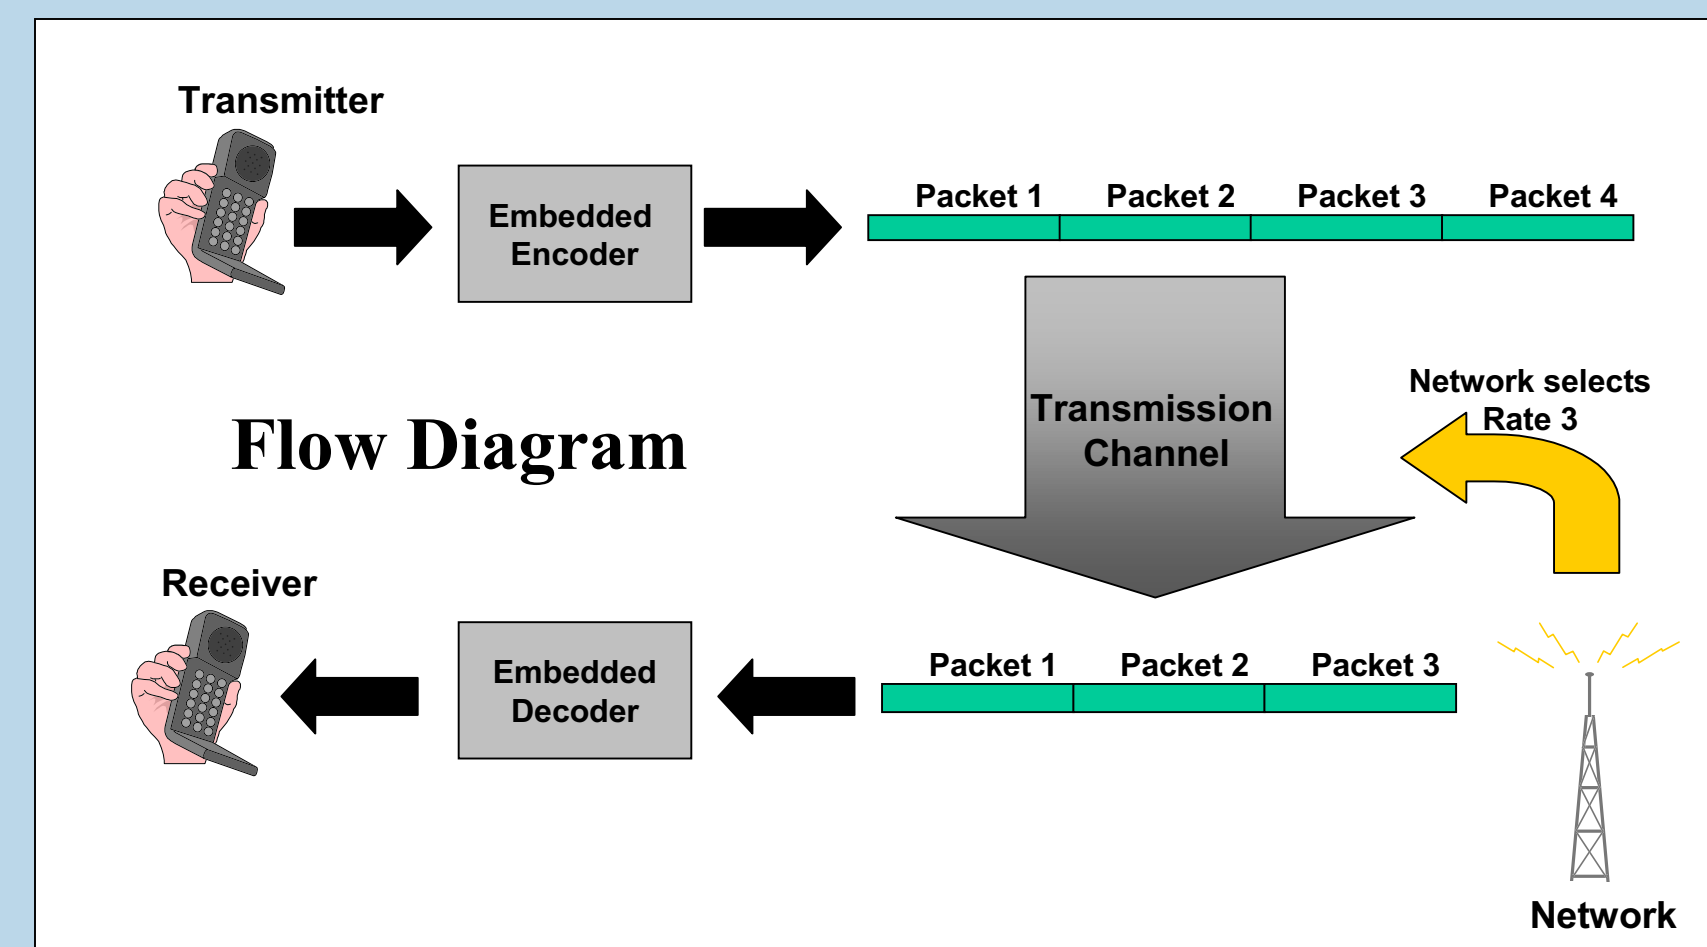 Transmitter
Embedded
Encoder
Packet 1 Packet 2 Packet 3 Packet 4
Transmission
Channel
Network selects
Rate 3
Flow Diagram
Receiver
Embedded
Decoder
Packet 1 Packet 2 Packet 3
Network